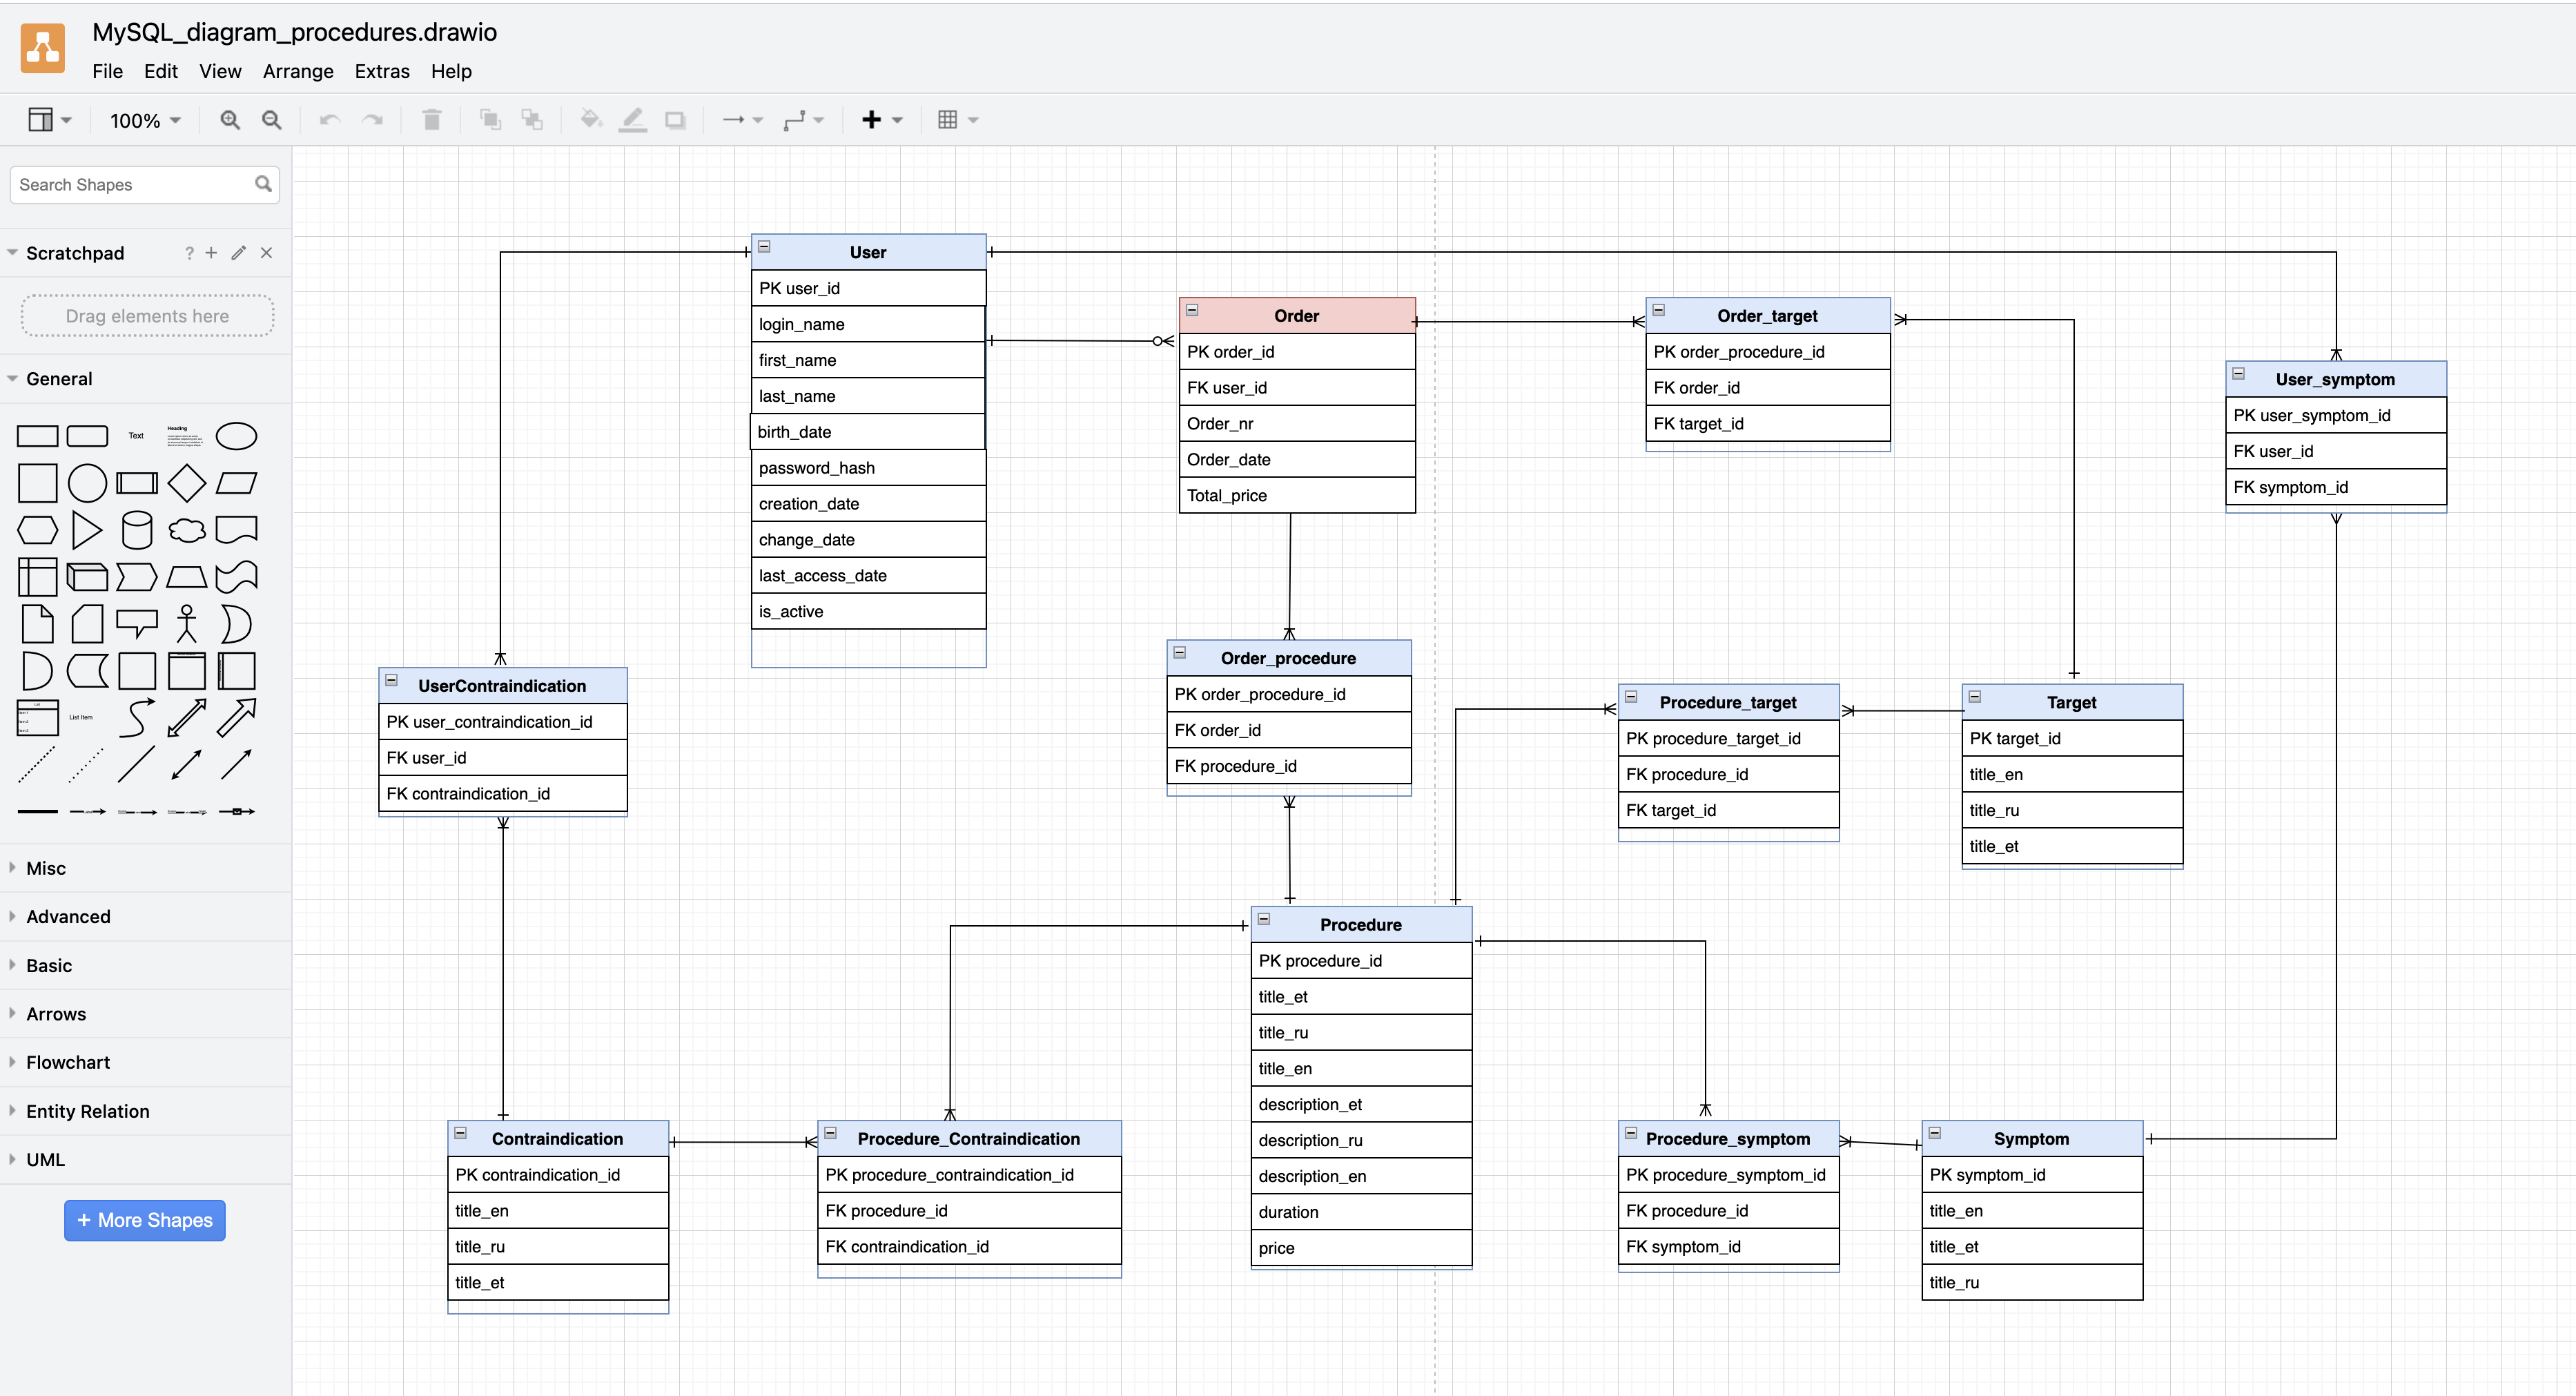 MySQL_diagram_procedures.drawio
File Edit View Arrange Extras Help
100%
Search Shapes
Scratchpad
?
Drag elements here
General
Text
Heading
List
List Item
Misc
Advanced
Basic
Arrows
Flowchart
Entity Relation
UML
+ More Shapes
User
PK user_id
login_name
first_name
last_name
birth_date
password_hash
creation_date
change_date
last_access_date
is_active
Order
PK order_id
FK user_id
Order_nr
Order_date
Total_price
Order_target
PK order_procedure_id
FK order_id
FK target_id
User_symptom
PK user_symptom_id
FK user_id
FK symptom_id
UserContraindication
PK user_contraindication_id
FK user_id
FK contraindication_id
Order_procedure
PK order_procedure_id
FK order_id
FK procedure_id
Procedure_target
PK procedure_target_id
FK procedure_id
FK target_id
Target
PK target_id
title_en
title_ru
title_et
Procedure
PK procedure_id
title_et
title_ru
title_en
description_et
description_ru
description_en
duration
price
Contraindication
PK contraindication_id
title_en
title_ru
title_et
Procedure_Contraindication
PK procedure_contraindication_id
FK procedure_id
FK contraindication_id
Procedure_symptom
PK procedure_symptom_id
FK procedure_id
FK symptom_id
Symptom
PK symptom_id
title_en
title_et
title_ru